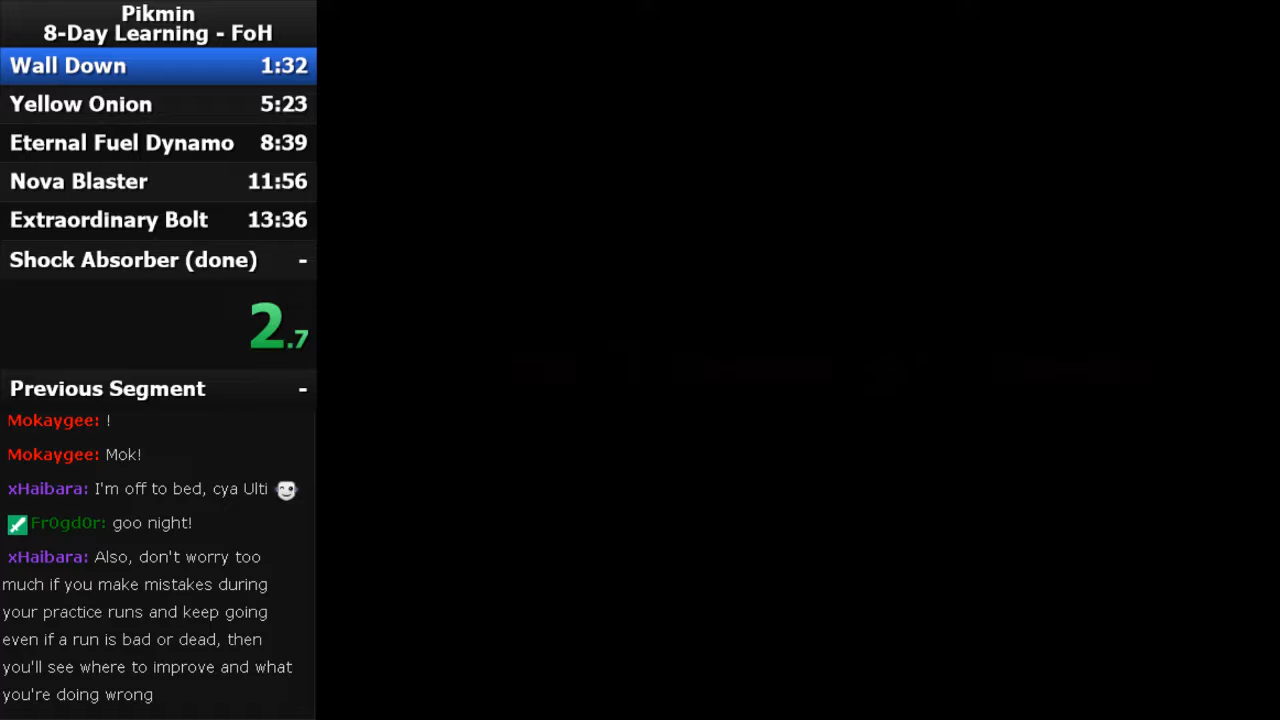 Pikmin
8-Day Learning - FoH
Wall Down 1:32
Yellow Onion 5:23
Eternal Fuel Dynamo 8:39
Nova Blaster 11:56
Extraordinary Bolt 13:36
Shock Absorber (done) -
2.7
Previous Segment -
Mokaygee: !
Mokaygee: Mok!
xHaibara: I'm off to bed, cya Ulti
Fr0gd0r: goo night!
xHaibara: Also, don't worry too
much if you make mistakes during
your practice runs and keep going
even if a run is bad or dead, then
you'll see where to improve and what
you're doing wrong